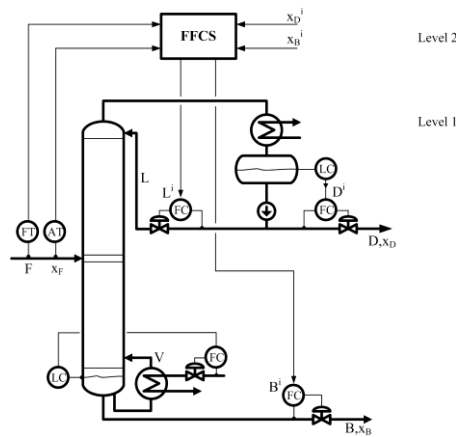 x_D^i
FFCS
x_B^i
Level 2
Level 1
L
LC
L^i
D^i
FC
FC
FT
AT
F
x_F
D,x_D
V
FC
LC
B^i
FC
B,x_B